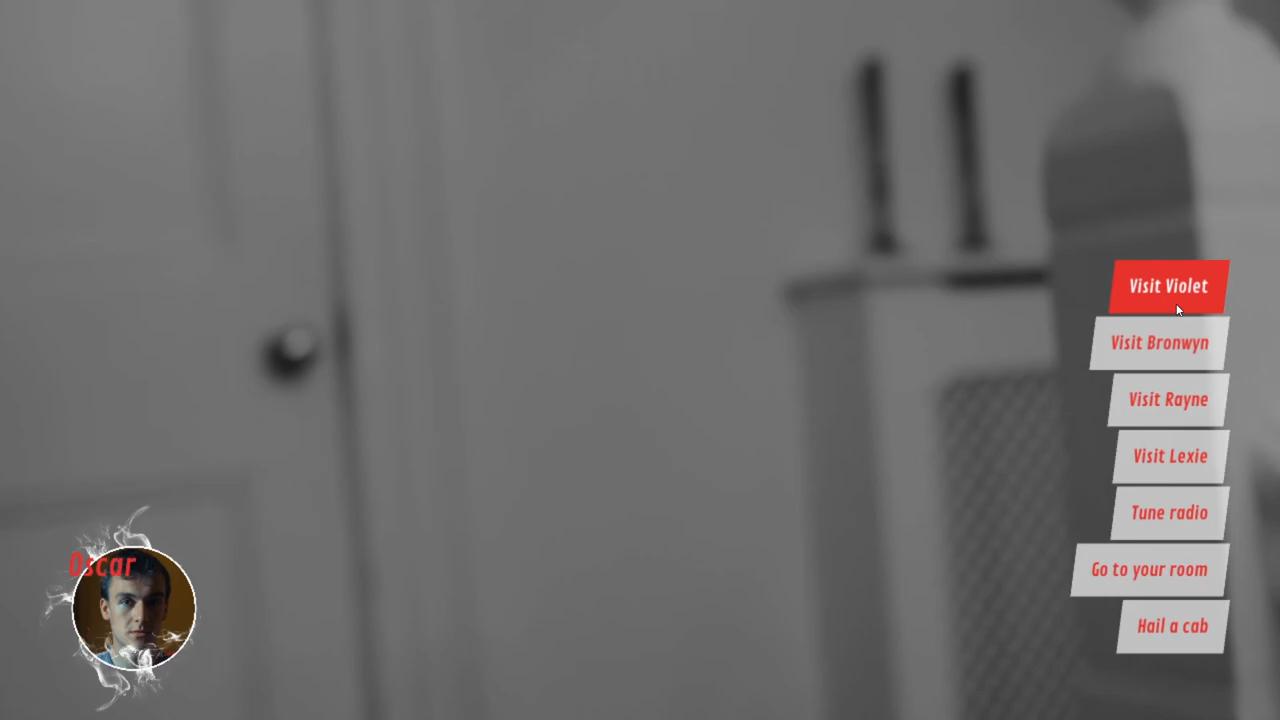 Visit Violet
Visit Bronwyn
Visit Rayne
Visit Lexie
Tune radio
Go to your room
Hail a cab
Oscar